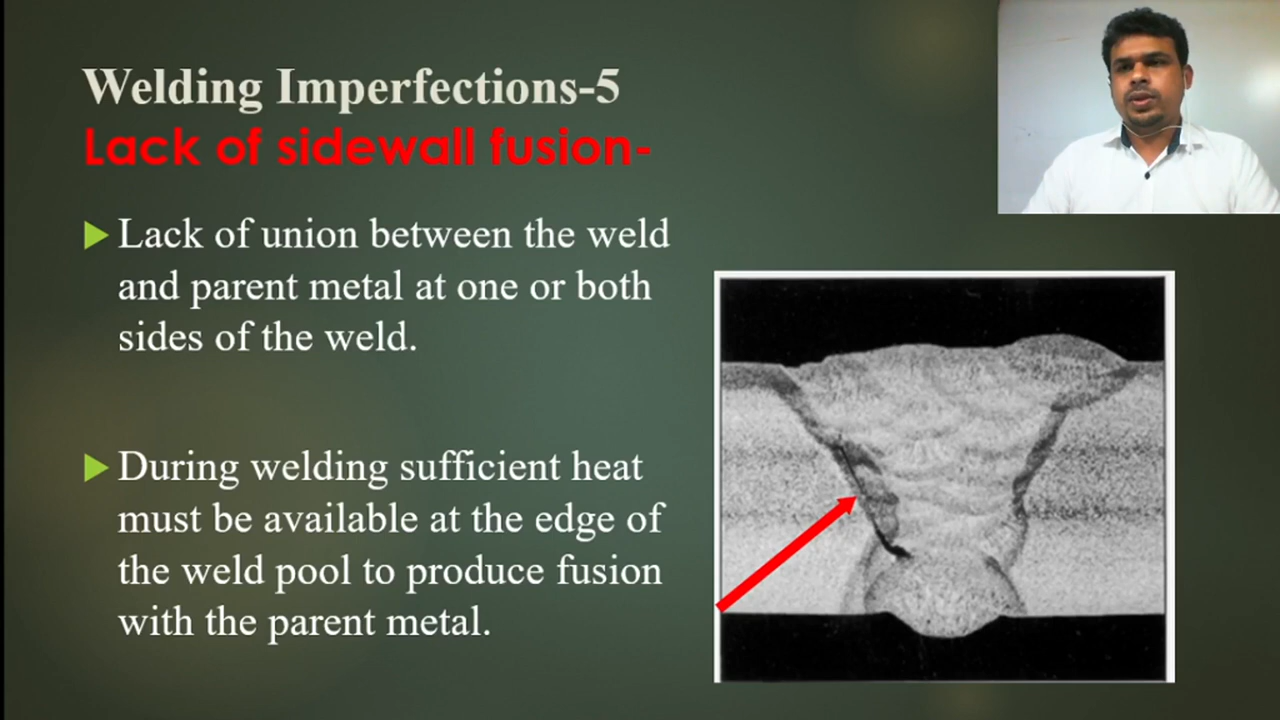 Welding Imperfections-5
Lack of sidewall fusion-
Lack of union between the weld
and parent metal at one or both
sides of the weld.
During welding sufficient heat
must be available at the edge of
the weld pool to produce fusion
with the parent metal.